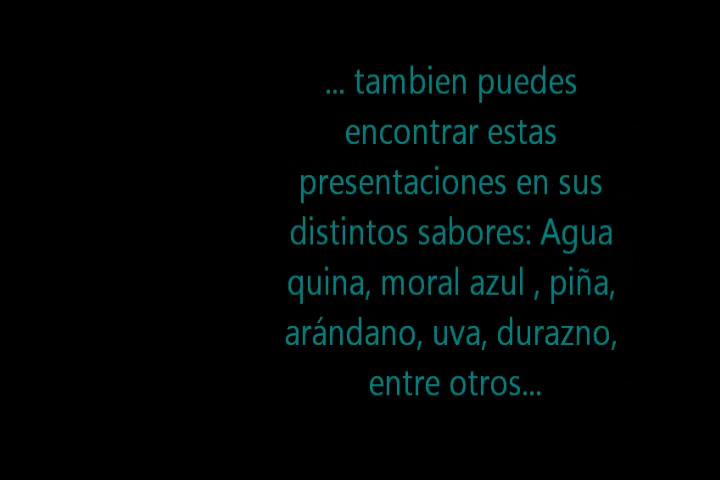 ... tambien puedes
encontrar estas
presentaciones en sus
distintos sabores: Agua
quina, moral azul , piña,
arándano, uva, durazno,
entre otros...